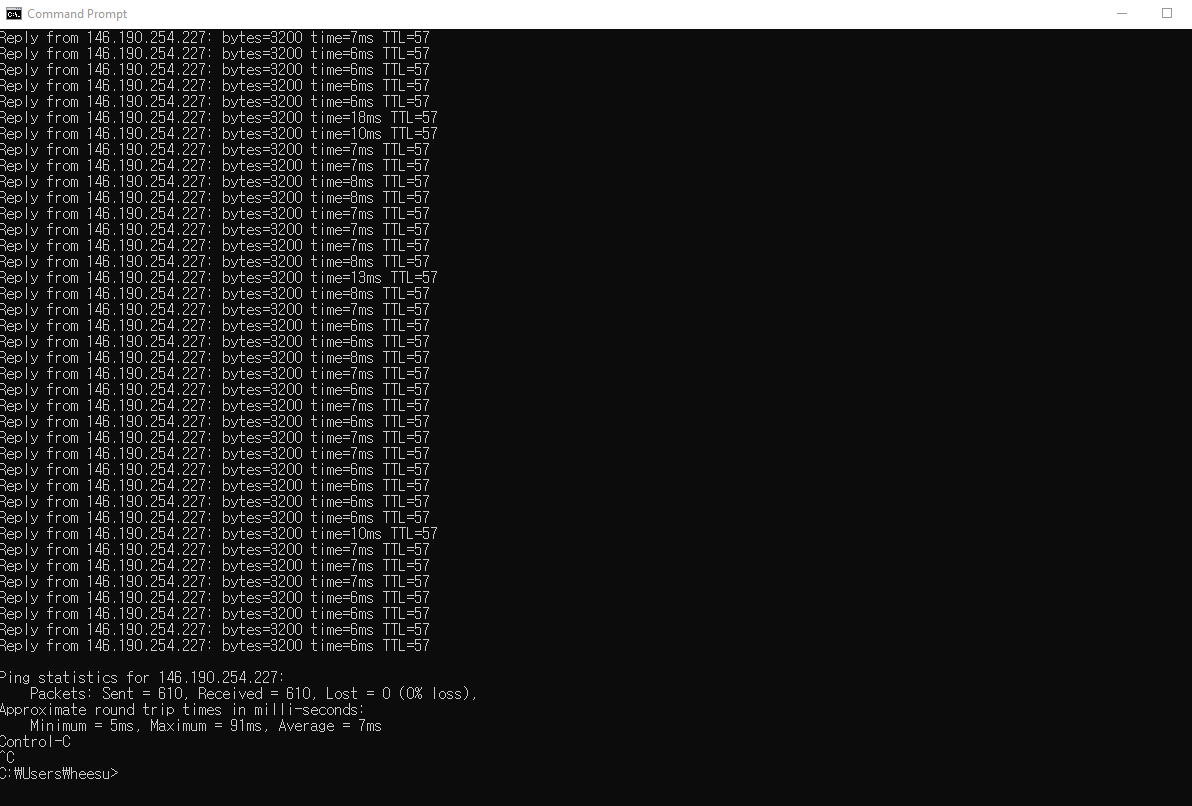 Command Prompt
Reply from 146.190.254.227: bytes=3200 time=7ms TTL=57
Reply from 146.190.254.227: bytes=3200 time=6ms TTL=57
Reply from 146.190.254.227: bytes=3200 time=6ms TTL=57
Reply from 146.190.254.227: bytes=3200 time=6ms TTL=57
Reply from 146.190.254.227: bytes=3200 time=6ms TTL=57
Reply from 146.190.254.227: bytes=3200 time=18ms TTL=57
Reply from 146.190.254.227: bytes=3200 time=10ms TTL=57
Reply from 146.190.254.227: bytes=3200 time=7ms TTL=57
Reply from 146.190.254.227: bytes=3200 time=7ms TTL=57
Reply from 146.190.254.227: bytes=3200 time=8ms TTL=57
Reply from 146.190.254.227: bytes=3200 time=8ms TTL=57
Reply from 146.190.254.227: bytes=3200 time=7ms TTL=57
Reply from 146.190.254.227: bytes=3200 time=7ms TTL=57
Reply from 146.190.254.227: bytes=3200 time=7ms TTL=57
Reply from 146.190.254.227: bytes=3200 time=8ms TTL=57
Reply from 146.190.254.227: bytes=3200 time=13ms TTL=57
Reply from 146.190.254.227: bytes=3200 time=8ms TTL=57
Reply from 146.190.254.227: bytes=3200 time=7ms TTL=57
Reply from 146.190.254.227: bytes=3200 time=6ms TTL=57
Reply from 146.190.254.227: bytes=3200 time=6ms TTL=57
Reply from 146.190.254.227: bytes=3200 time=8ms TTL=57
Reply from 146.190.254.227: bytes=3200 time=7ms TTL=57
Reply from 146.190.254.227: bytes=3200 time=6ms TTL=57
Reply from 146.190.254.227: bytes=3200 time=7ms TTL=57
Reply from 146.190.254.227: bytes=3200 time=6ms TTL=57
Reply from 146.190.254.227: bytes=3200 time=7ms TTL=57
Reply from 146.190.254.227: bytes=3200 time=7ms TTL=57
Reply from 146.190.254.227: bytes=3200 time=6ms TTL=57
Reply from 146.190.254.227: bytes=3200 time=6ms TTL=57
Reply from 146.190.254.227: bytes=3200 time=6ms TTL=57
Reply from 146.190.254.227: bytes=3200 time=6ms TTL=57
Reply from 146.190.254.227: bytes=3200 time=10ms TTL=57
Reply from 146.190.254.227: bytes=3200 time=7ms TTL=57
Reply from 146.190.254.227: bytes=3200 time=7ms TTL=57
Reply from 146.190.254.227: bytes=3200 time=7ms TTL=57
Reply from 146.190.254.227: bytes=3200 time=6ms TTL=57
Reply from 146.190.254.227: bytes=3200 time=6ms TTL=57
Reply from 146.190.254.227: bytes=3200 time=6ms TTL=57
Reply from 146.190.254.227: bytes=3200 time=6ms TTL=57
Ping statistics for 146.190.254.227:
Packets: Sent = 610, Received = 610, Lost = 0 (0% loss),
Approximate round trip times in milli-seconds:
Minimum = 5ms, Maximum = 91ms, Average = 7ms
Control-C
^C
C:₩Users₩heesu>